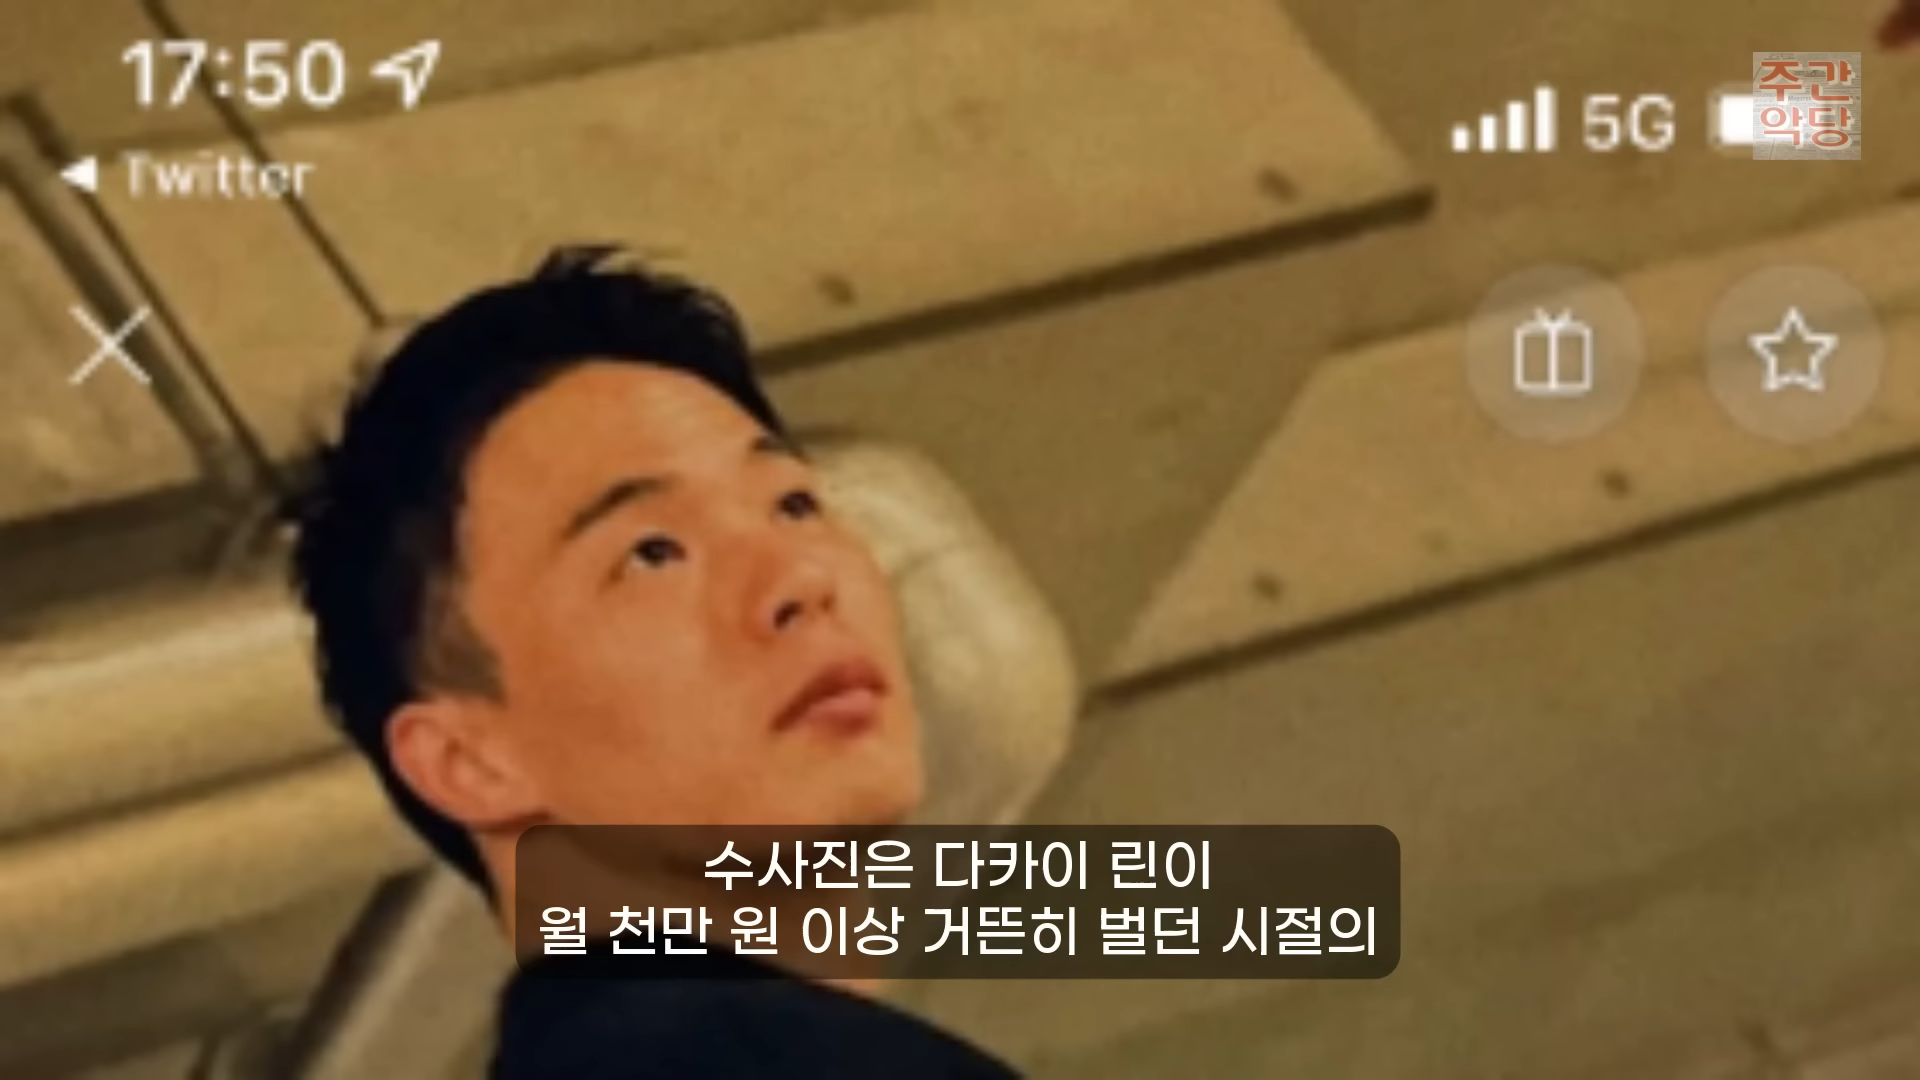 17:50
Twitter
5G
주간
악당
수사진은 다카이 린이
월 천만 원 이상 거뜬히 벌던 시절의